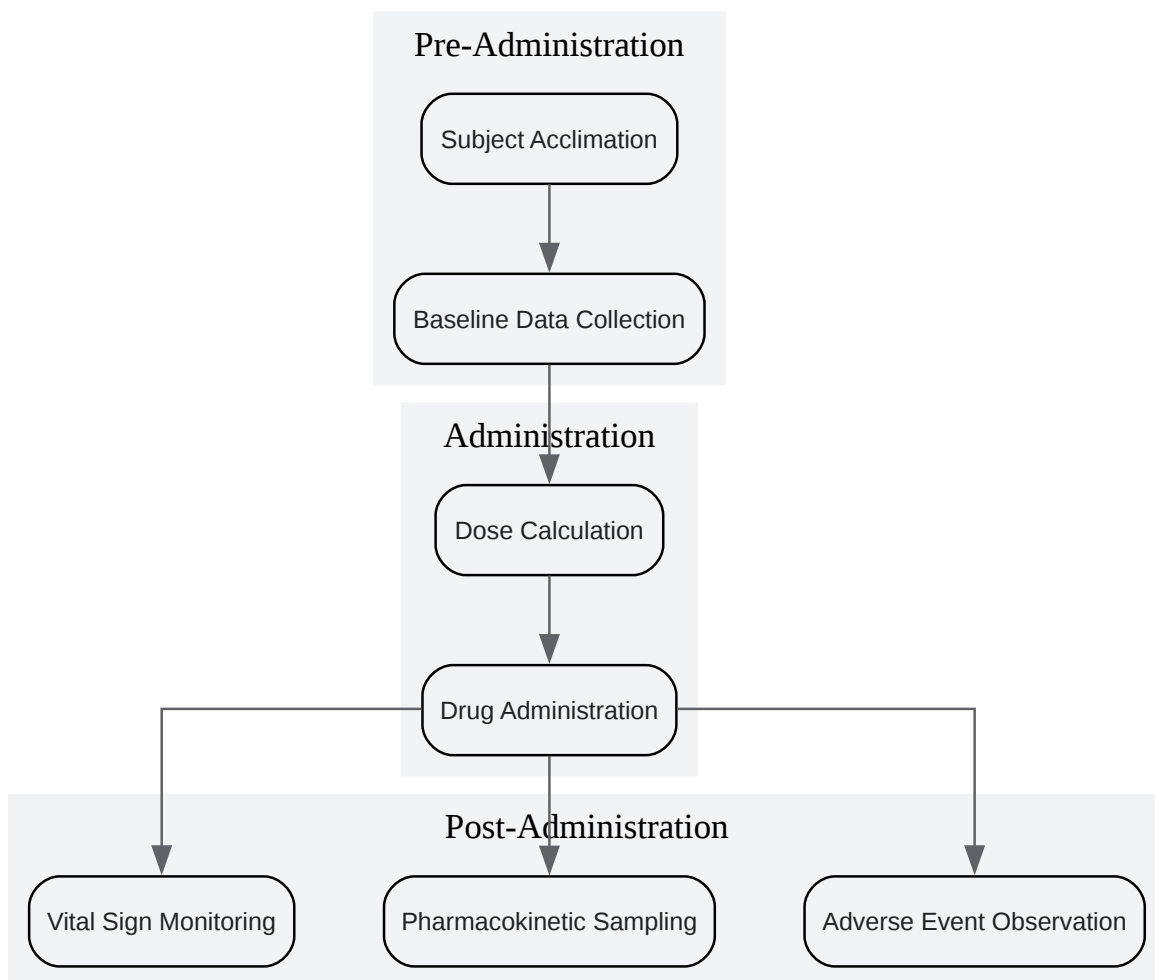 Pre-Administration
Subject Acclimation
Baseline Data Collection
Administration
Dose Calculation
Drug Administration
Post-Administration
Vital Sign Monitoring
Pharmacokinetic Sampling
Adverse Event Observation